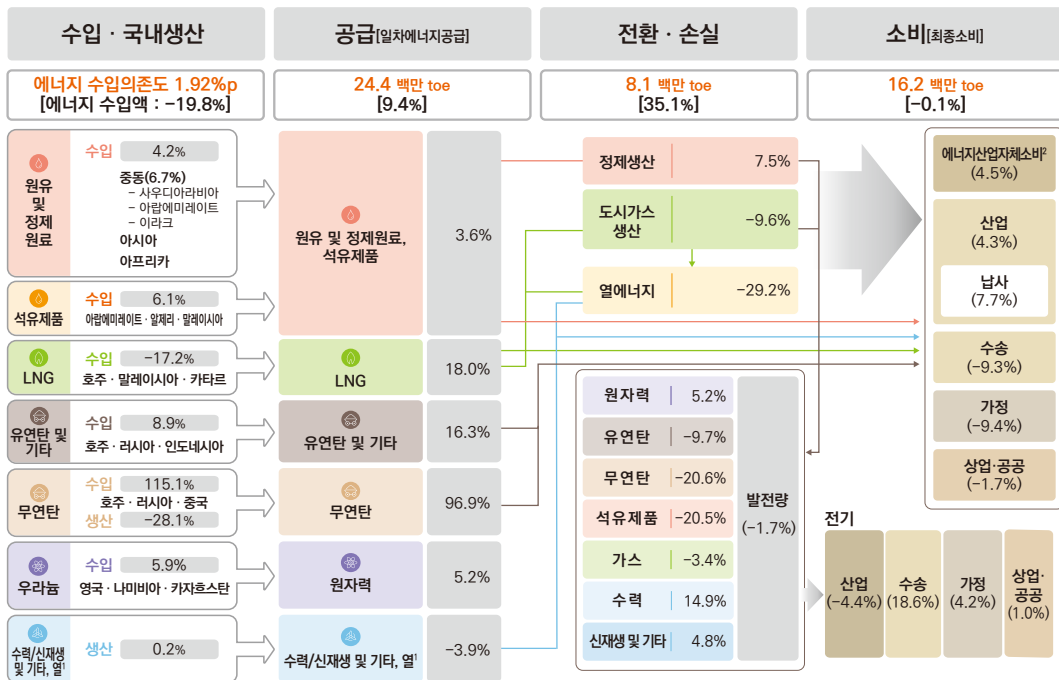 수입 · 국내생산
에너지 수입의존도 1.92%p
[에너지 수입액 : -19.8%]
원유
및
정제
원료
수입 4.2%
중동(6.7%)
- 사우디아라비아
- 아랍에미레이트
- 이라크
아시아
아프리카
석유제품
수입 6.1%
아랍에미레이트 · 알제리 · 말레이시아
LNG
수입 -17.2%
호주 · 말레이시아 · 카타르
유연탄 및
기타
수입 8.9%
호주 · 러시아 · 인도네시아
무연탄
수입 115.1%
호주 · 러시아 · 중국
생산 -28.1%
우라늄
수입 5.9%
영국 · 나미비아 · 카자흐스탄
수력/신재생
및 기타, 열¹
생산 0.2%
공급[일차에너지공급]
24.4 백만 toe
[9.4%]
원유 및 정제원료,
석유제품
3.6%
LNG
18.0%
유연탄 및 기타
16.3%
무연탄
96.9%
원자력
5.2%
수력/신재생 및 기타, 열¹
-3.9%
전환 · 손실
8.1 백만 toe
[35.1%]
정제생산 7.5%
도시가스
생산
-9.6%
열에너지 -29.2%
원자력 5.2%
유연탄 -9.7%
무연탄 -20.6%
석유제품 -20.5%
가스 -3.4%
수력 14.9%
신재생 및 기타 4.8%
발전량
(-1.7%)
소비[최종소비]
16.2 백만 toe
[-0.1%]
에너지산업자체소비²
(4.5%)
산업
(4.3%)
납사
(7.7%)
수송
(-9.3%)
가정
(-9.4%)
상업·공공
(-1.7%)
전기
산업
(-4.4%)
수송
(18.6%)
가정
(4.2%)
상업·
공공
(1.0%)